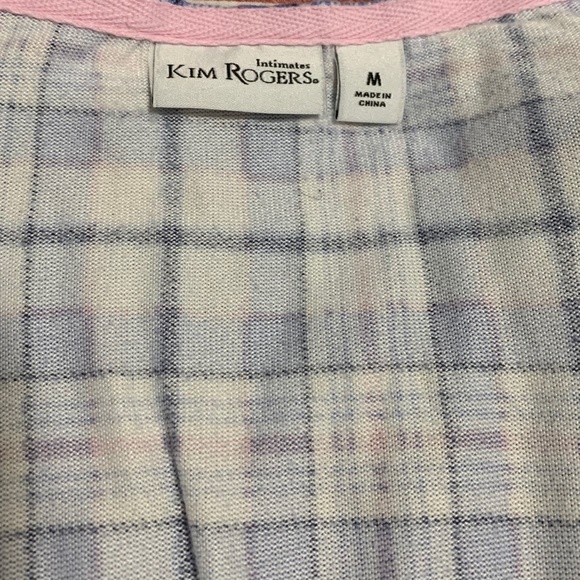 Intimates
KIM ROGERS®
M
MADE IN
CHINA